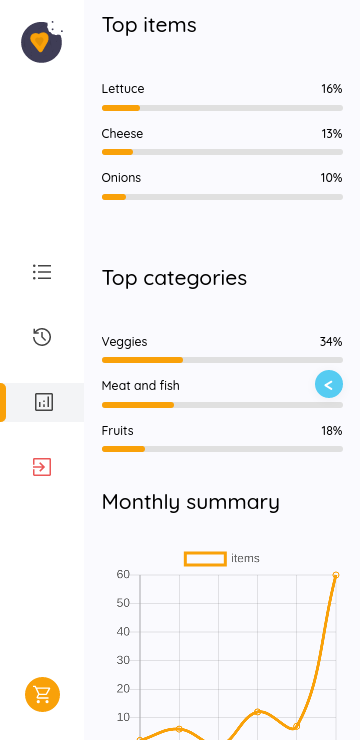 Top items
Lettuce 16%
Cheese 13%
Onions 10%
Top categories
Veggies 34%
Meat and fish
Fruits 18%
Monthly summary
items
60
50
40
30
20
10